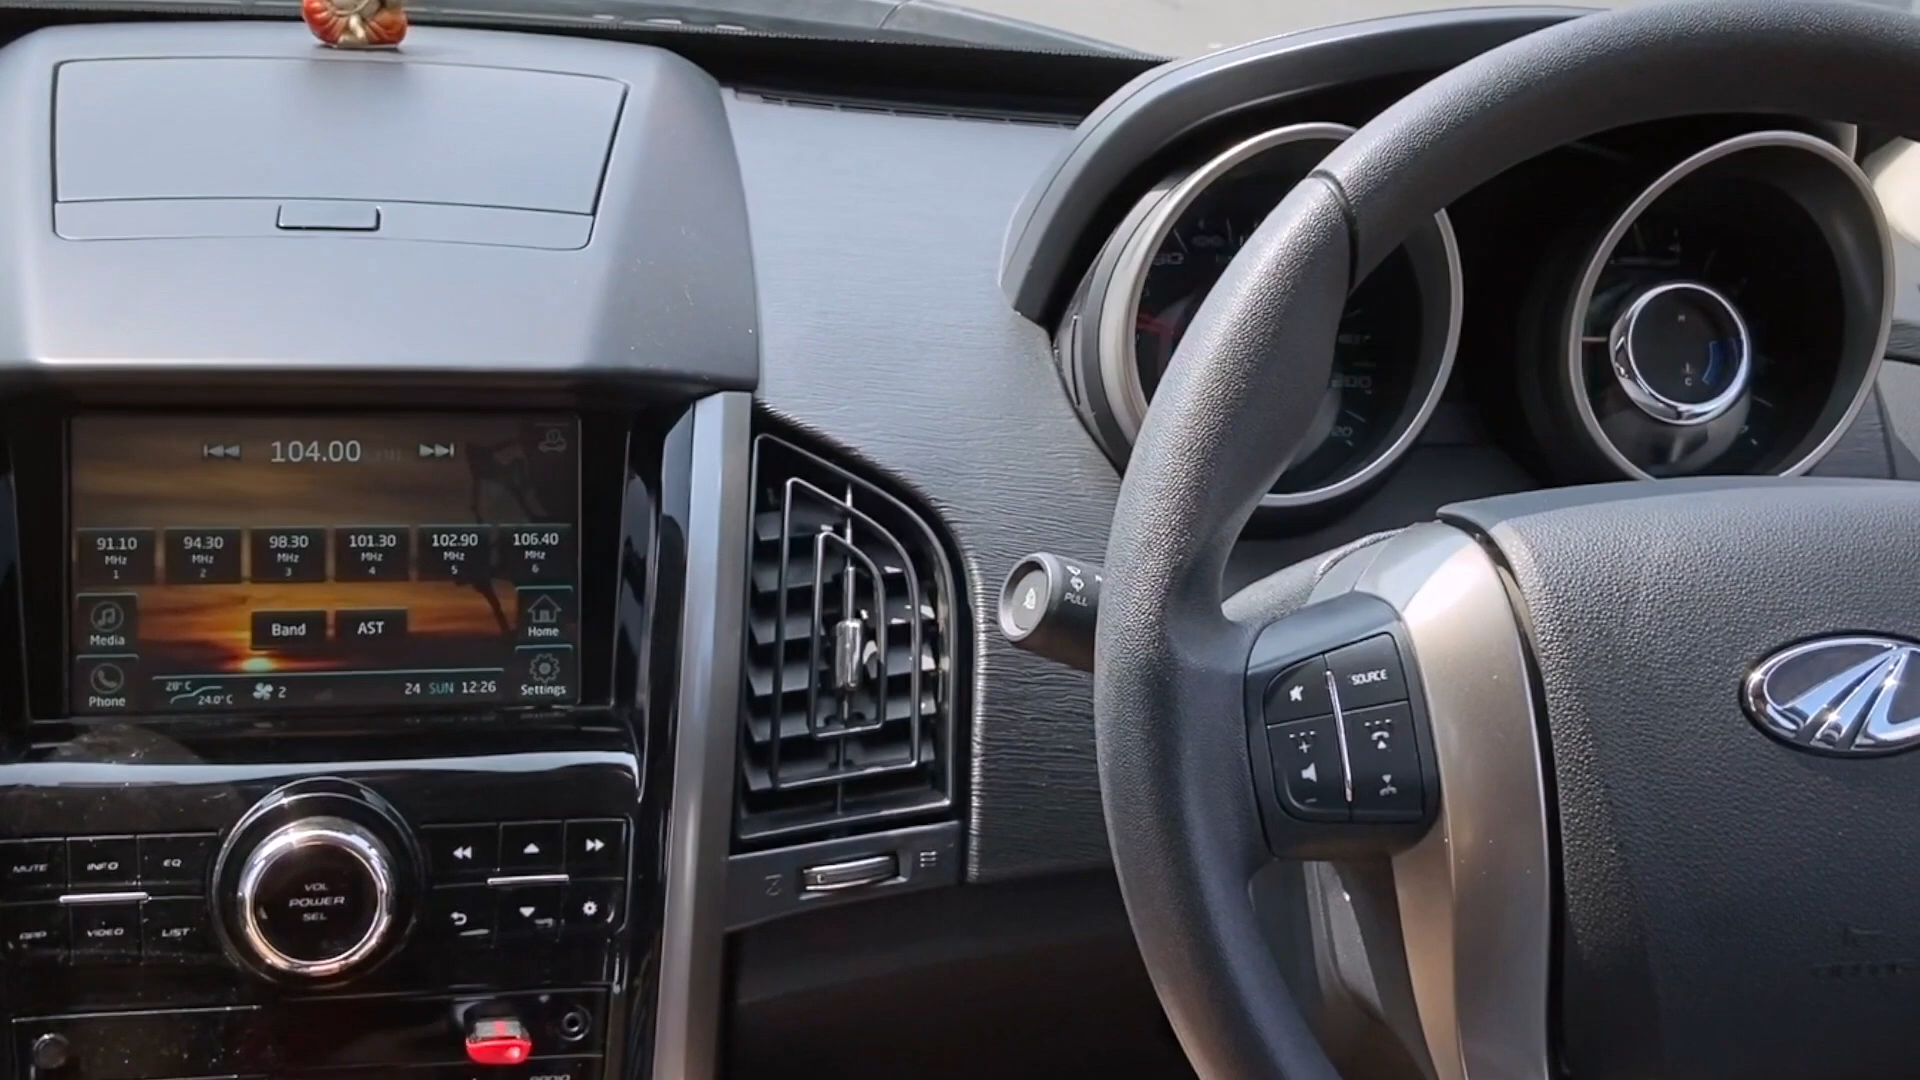 104.00
91.10 MHz 1
94.30 MHz 2
98.30 MHz 3
101.30 MHz 4
102.90 MHz 5
106.40 MHz 6
Media
Band
AST
Home
Phone
28°C
24.0°C
2
24 SUN 12:26
Settings
MUTE
INFO
EQ
VIDEO
LIST
VOL
POWER
SEL
PULL
SOURCE
H
C